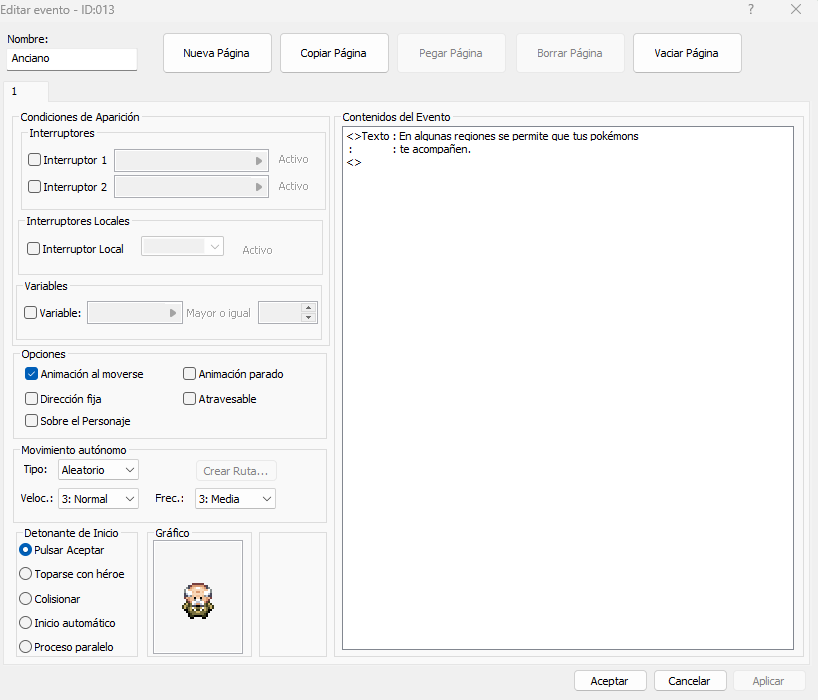 Editar evento - ID:013
?
Nombre:
Anciano
Nueva Página
Copiar Página
Pegar Página
Borrar Página
Vaciar Página
1
Condiciones de Aparición
Interruptores
Interruptor 1
Activo
Interruptor 2
Activo
Interruptores Locales
Interruptor Local
Activo
Variables
Variable:
Mayor o igual
Opciones
Animación al moverse
Animación parado
Dirección fija
Atravesable
Sobre el Personaje
Movimiento autónomo
Tipo:
Aleatorio
Crear Ruta...
Veloc.:
3: Normal
Frec.:
3: Media
Detonante de Inicio
Pulsar Aceptar
Toparse con héroe
Colisionar
Inicio automático
Proceso paralelo
Gráfico
Contenidos del Evento
<>Texto : En algunas regiones se permite que tus pokémons
: : te acompañen.
<>
Aceptar
Cancelar
Aplicar